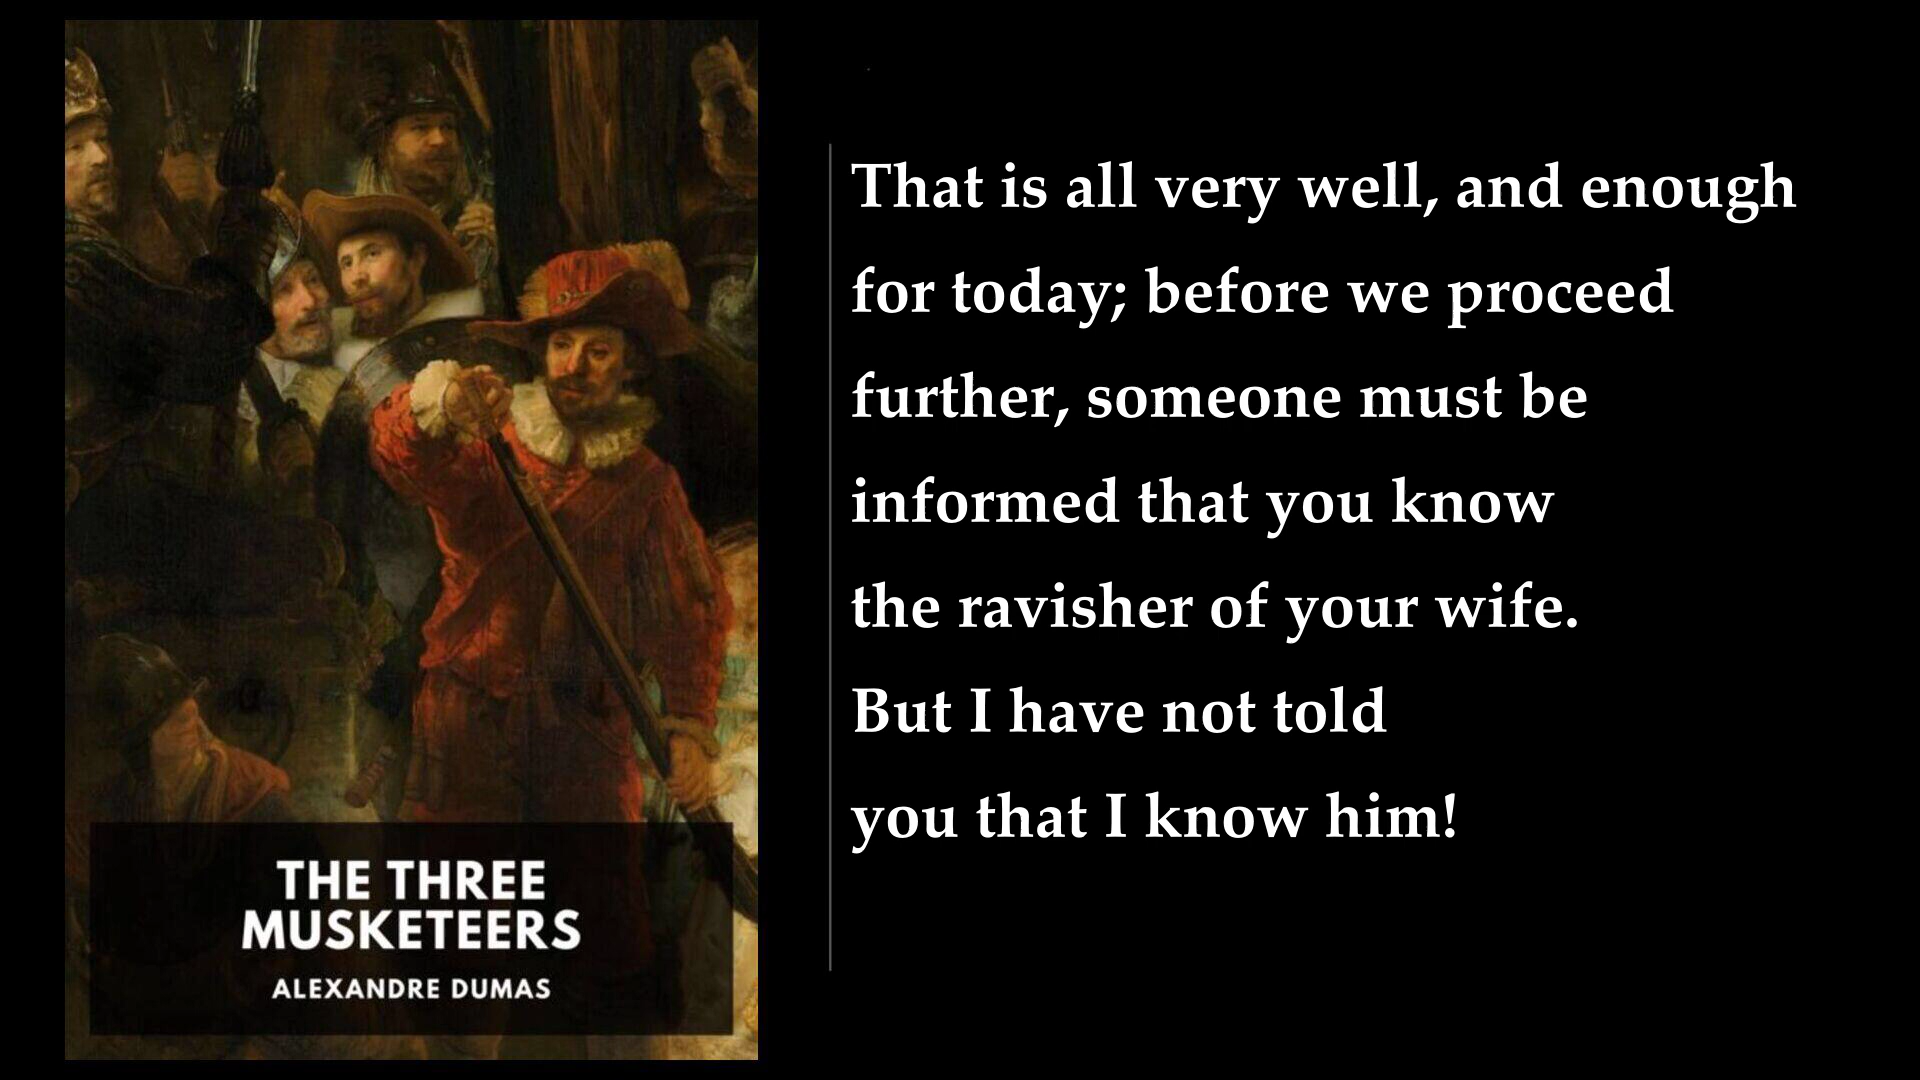 THE THREE
MUSKETEERS
ALEXANDRE DUMAS
That is all very well, and enough
for today; before we proceed
further, someone must be
informed that you know
the ravisher of your wife.
But I have not told
you that I know him!